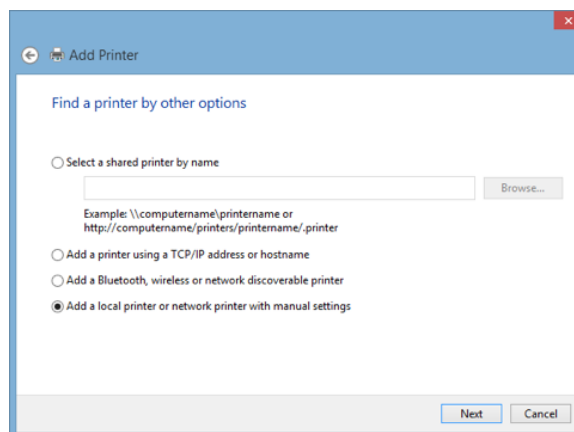 Add Printer
Find a printer by other options
Select a shared printer by name
Browse...
Example: \\computername\printername or
http://computername/printers/printername/.printer
Add a printer using a TCP/IP address or hostname
Add a Bluetooth, wireless or network discoverable printer
Add a local printer or network printer with manual settings
Next Cancel